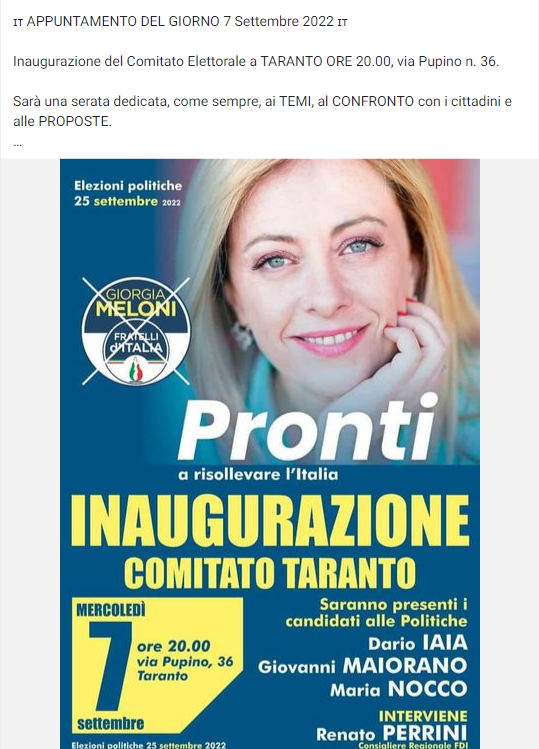 IT APPUNTAMENTO DEL GIORNO 7 Settembre 2022 IT
Inaugurazione del Comitato Elettorale a TARANTO ORE 20.00, via Pupino n. 36.
Sarà una serata dedicata, come sempre, ai TEMI, al CONFRONTO con i cittadini e
alle PROPOSTE.
...
Elezioni politiche
25 settembre 2022
GIORGIA
MELONI
FRATELLI
d'ITALIA
Pronti
a risollevare l'Italia
INAUGURAZIONE
COMITATO TARANTO
MERCOLEDÌ
7
settembre
ore 20.00
via Pupino, 36
Taranto
Saranno presenti i
candidati alle Politiche
Dario IAIA
Giovanni MAIORANO
Maria NOCCO
INTERVIENE
Renato PERRINI
Consigliere Regionale FDI
Elezioni politiche 25 settembre 2022